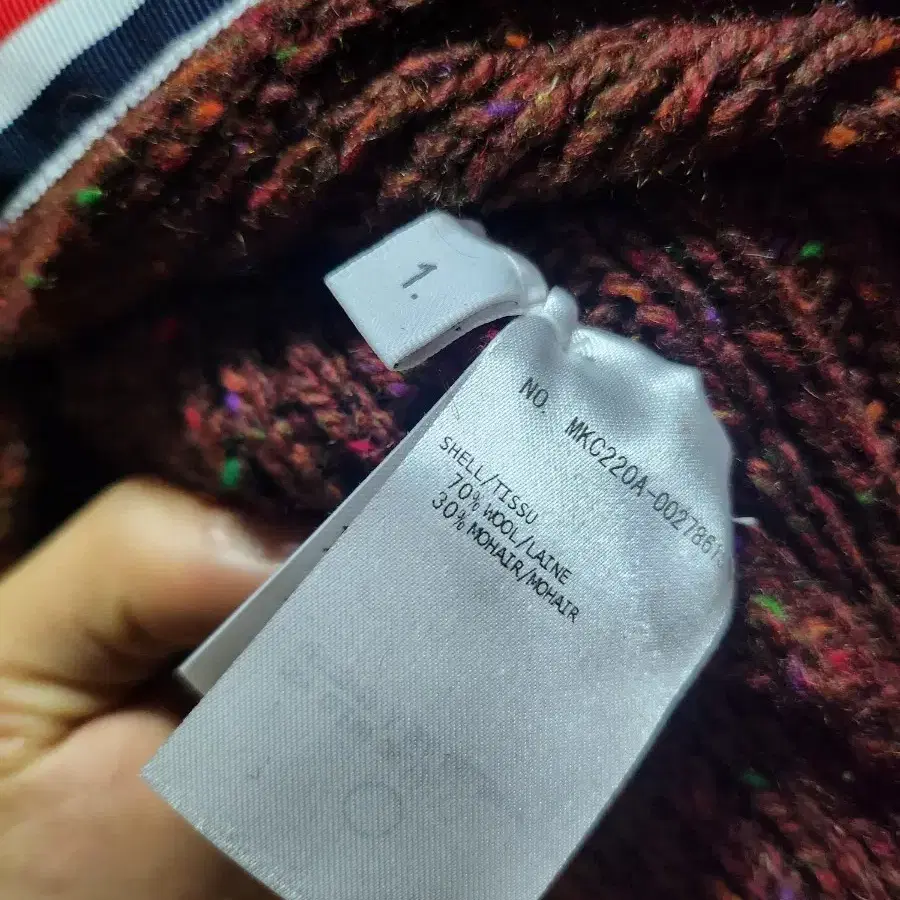 1.
NO. MKC220A-0027861
SHELL/TISSU
70% WOOL/LAINE
30% MOHAIR/MOHAIR